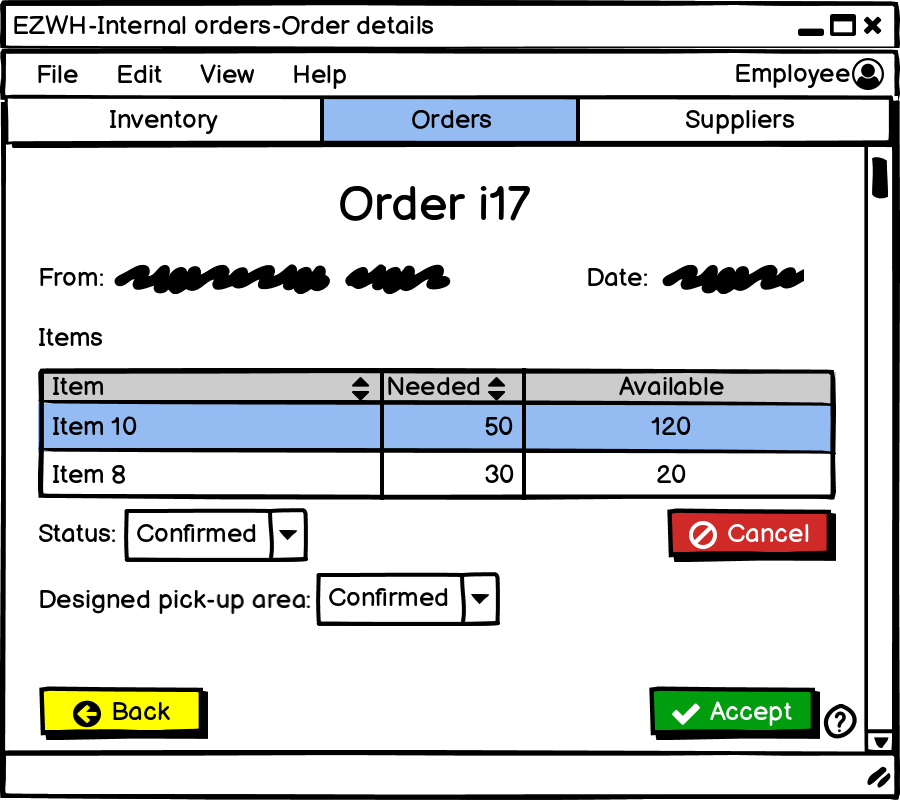 EZWH-Internal orders-Order details
File Edit View Help Employee
Inventory Orders Suppliers
Order i17
From: Date:
Items
Item Needed Available
Item 10 50 120
Item 8 30 20
Status: Confirmed Cancel
Designed pick-up area: Confirmed
Back Accept ?